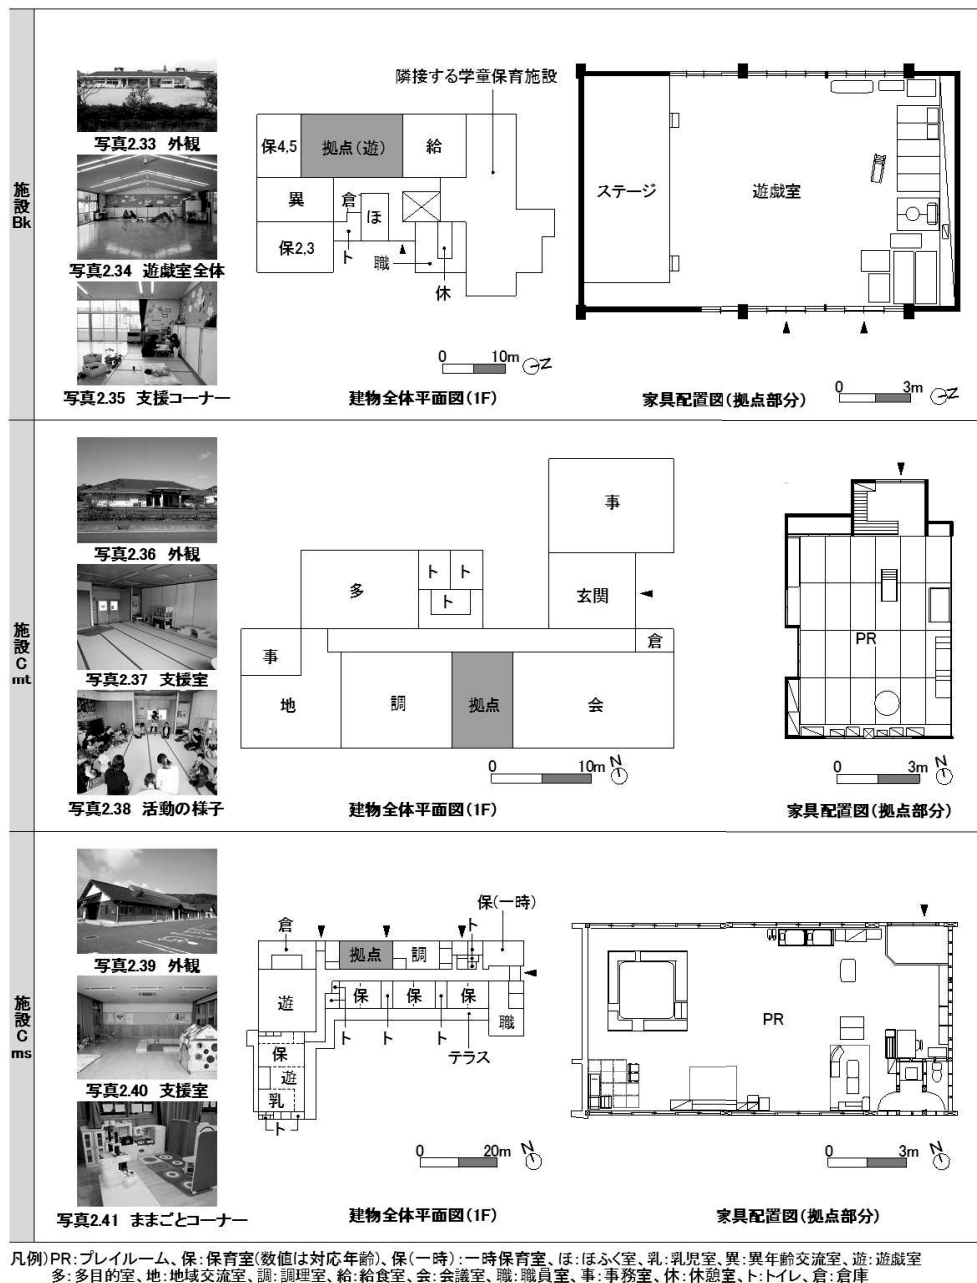 施設Bk
写真2.33 外観
写真2.34 遊戯室全体
写真2.35 支援コーナー
隣接する学童保育施設
保4,5
拠点(遊)
給
異
倉
ほ
保2,3
ト
職
休
0 10m
N
建物全体平面図(1F)
ステージ
遊戯室
0 3m
N
家具配置図(拠点部分)
施設Cmt
写真2.36 外観
写真2.37 支援室
写真2.38 活動の様子
事
多
ト
ト
ト
玄関
倉
事
地
調
拠点
会
0 10m
N
建物全体平面図(1F)
PR
0 3m
N
家具配置図(拠点部分)
施設Cms
写真2.39 外観
写真2.40 支援室
写真2.41 ままごとコーナー
保(一時)
倉
ト
拠点
調
遊
保
保
保
職
ト
ト
ト
テラス
保
遊
乳
ト
0 20m
N
建物全体平面図(1F)
PR
0 3m
N
家具配置図(拠点部分)
凡例)PR:プレイルーム、保:保育室(数値は対応年齢)、保(一時):一時保育室、ほ:ほふく室、乳:乳児室、異:異年齢交流室、遊:遊戯室
多:多目的室、地:地域交流室、調:調理室、給:給食室、会:会議室、職:職員室、事:事務室、休:休憩室、ト:トイレ、倉:倉庫